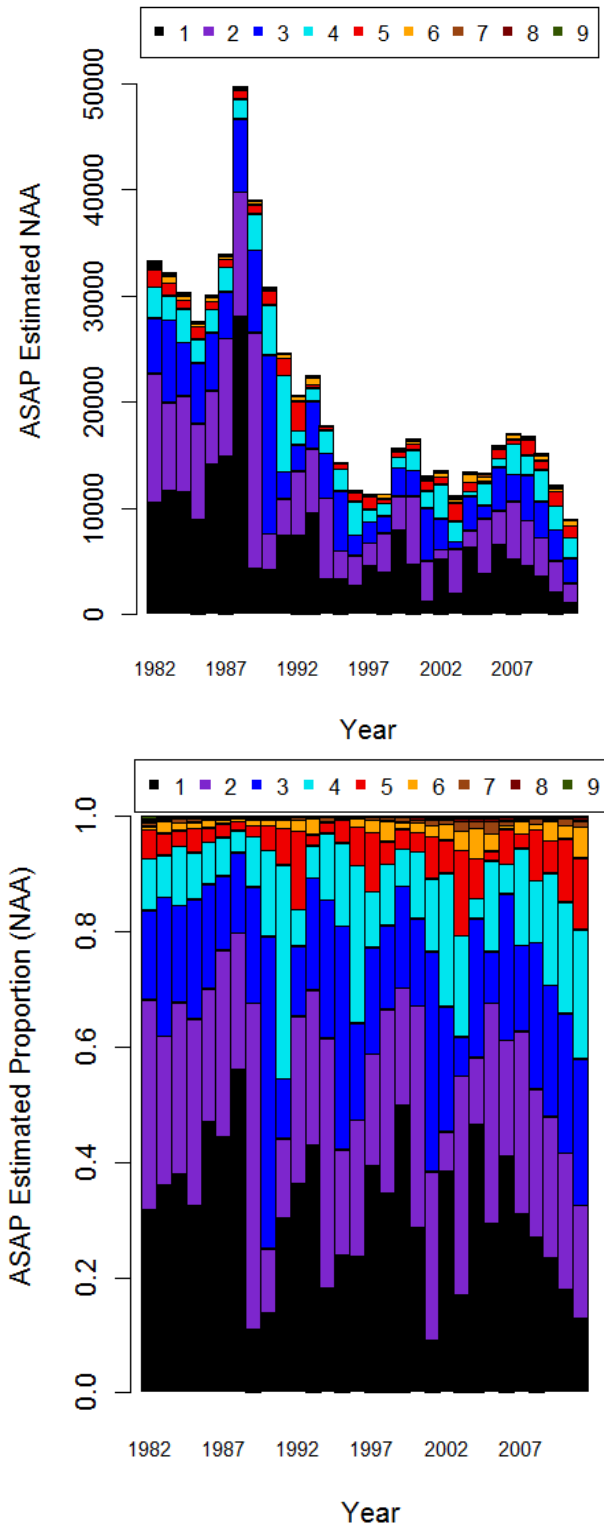 1 2 3 4 5 6 7 8 9
ASAP Estimated NAA
50000
40000
30000
20000
10000
0
1982 1987 1992 1997 2002 2007
Year
1 2 3 4 5 6 7 8 9
ASAP Estimated Proportion (NAA)
1.0
0.8
0.6
0.4
0.2
0.0
1982 1987 1992 1997 2002 2007
Year